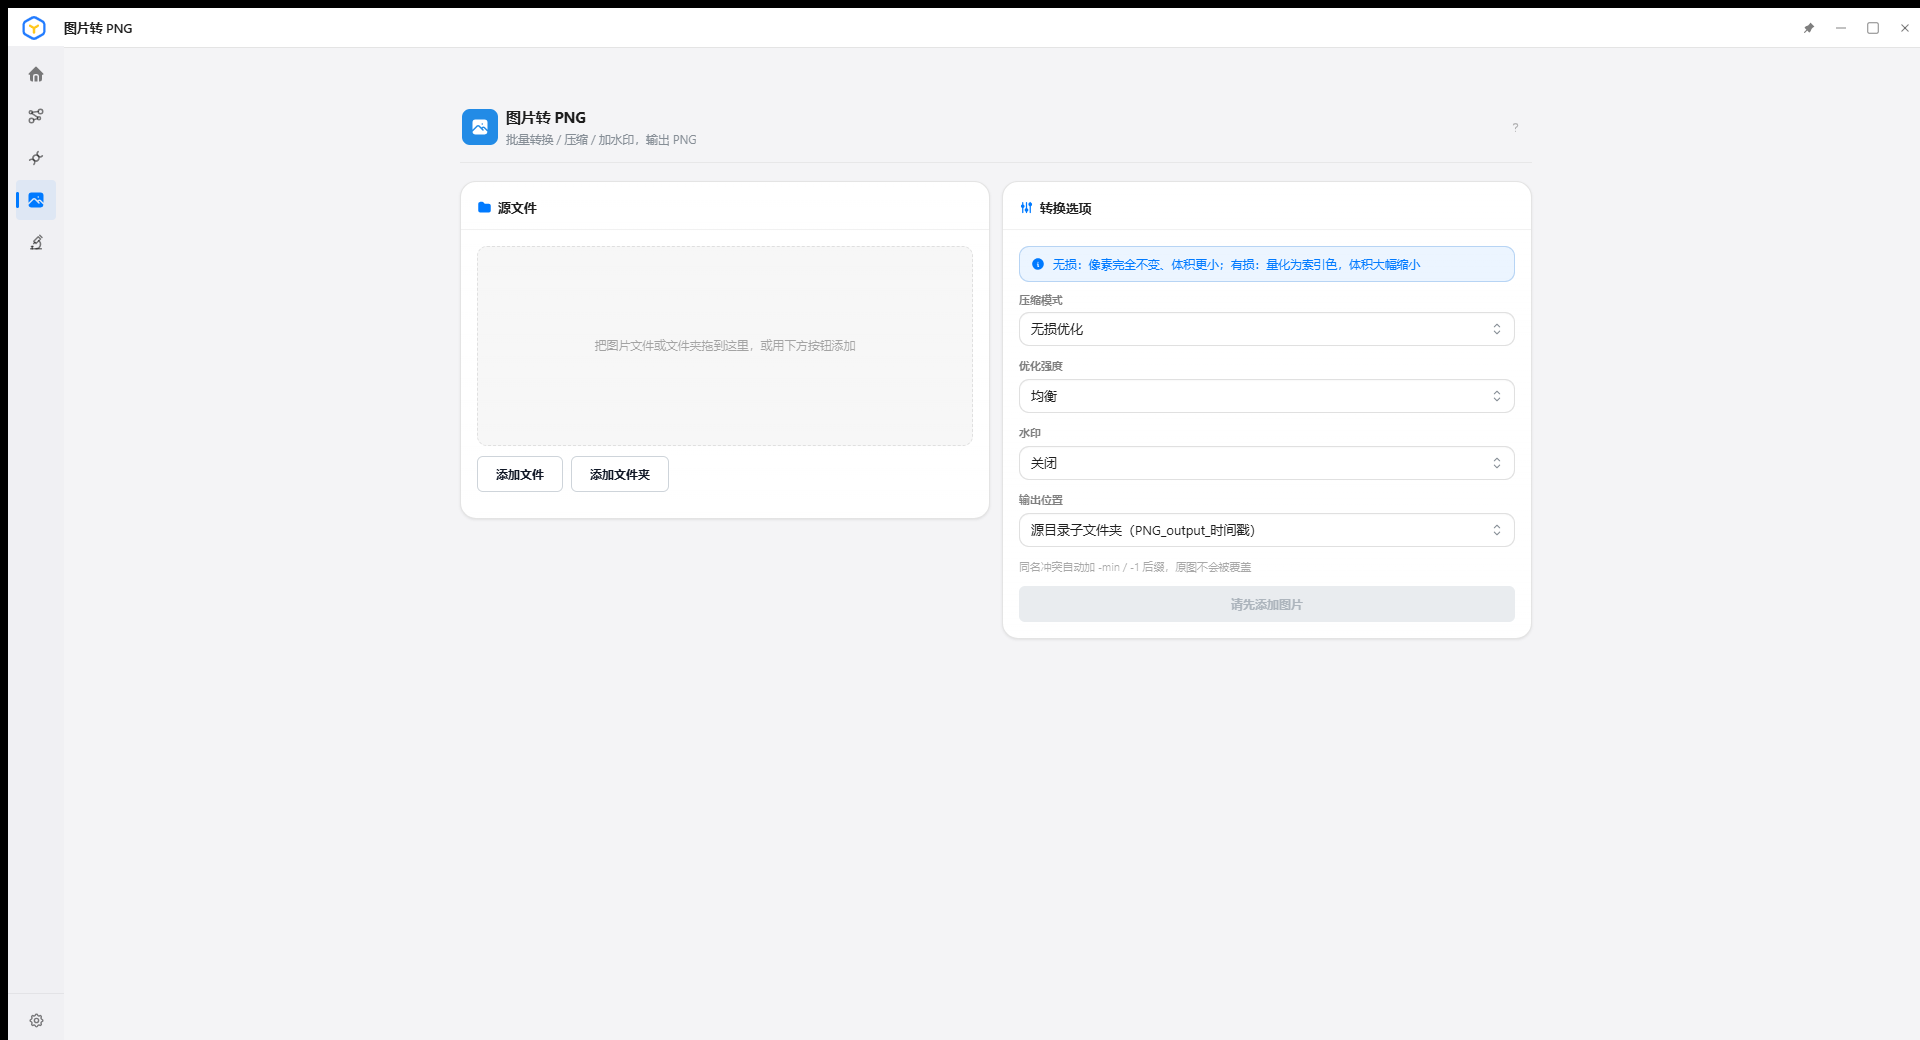 图片转 PNG
图片转 PNG
批量转换 / 压缩 / 加水印，输出 PNG
?
源文件
把图片文件或文件夹拖到这里，或用下方按钮添加
添加文件
添加文件夹
转换选项
无损：像素完全不变、体积更小；有损：量化为索引色，体积大幅缩小
压缩模式
无损优化
优化强度
均衡
水印
关闭
输出位置
源目录子文件夹（PNG_output_时间戳）
同名冲突自动加 -min / -1 后缀，原图不会被覆盖
请先添加图片